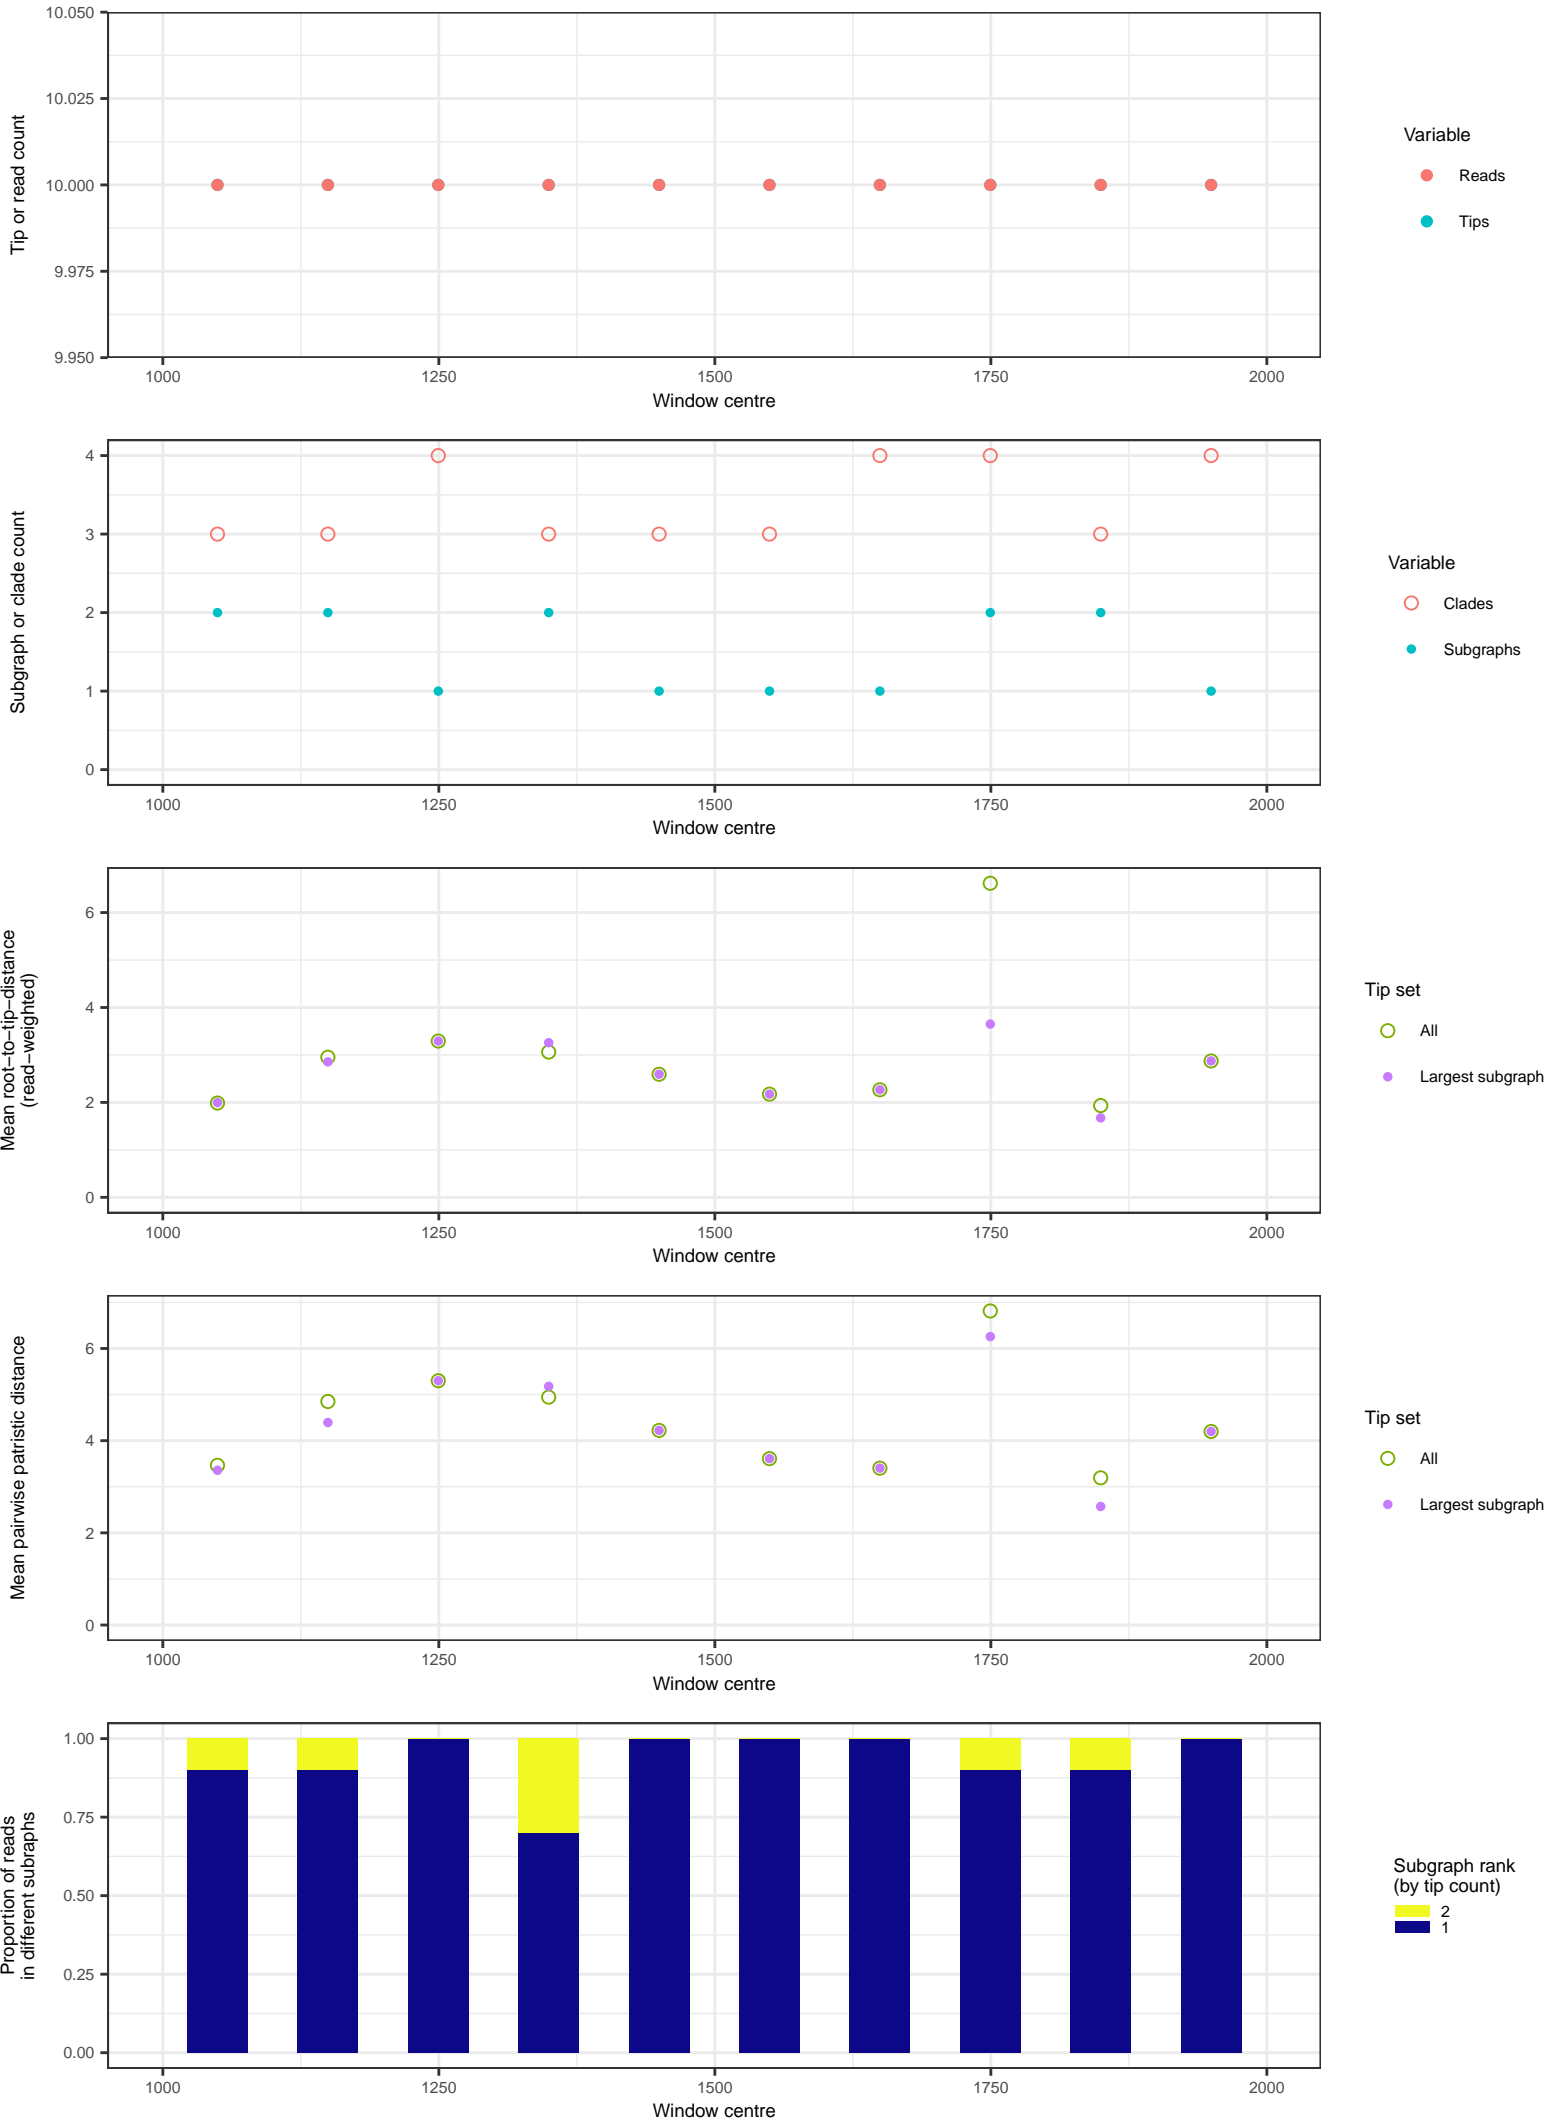 10.050
10.025
10.000
9.975
9.950
Tip or read count
1000 1250 1500 1750 2000
Window centre
Variable
Reads
Tips
4
3
2
1
0
Subgraph or clade count
1000 1250 1500 1750 2000
Window centre
Variable
Clades
Subgraphs
6
4
2
0
Mean root−to−tip−distance
(read−weighted)
1000 1250 1500 1750 2000
Window centre
Tip set
All
Largest subgraph
6
4
2
0
Mean pairwise patristic distance
1000 1250 1500 1750 2000
Window centre
Tip set
All
Largest subgraph
1.00
0.75
0.50
0.25
0.00
Proportion of reads
in different subraphs
1000 1250 1500 1750 2000
Window centre
Subgraph rank
(by tip count)
2
1